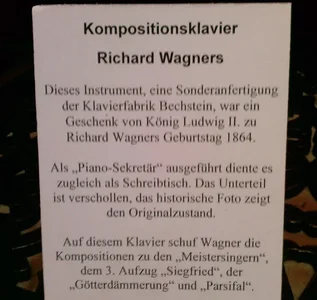 Kompositionsklavier
Richard Wagners
Dieses Instrument, eine Sonderanfertigung
der Klavierfabrik Bechstein, war ein
Geschenk von König Ludwig II. zu
Richard Wagners Geburtstag 1864.
Als „Piano-Sekretär" ausgeführt diente es
zugleich als Schreibtisch. Das Unterteil
ist verschollen, das historische Foto zeigt
den Originalzustand.
Auf diesem Klavier schuf Wagner die
Kompositionen zu den „Meistersingern",
dem 3. Aufzug „Siegfried", der
„Götterdämmerung" und „Parsifal".